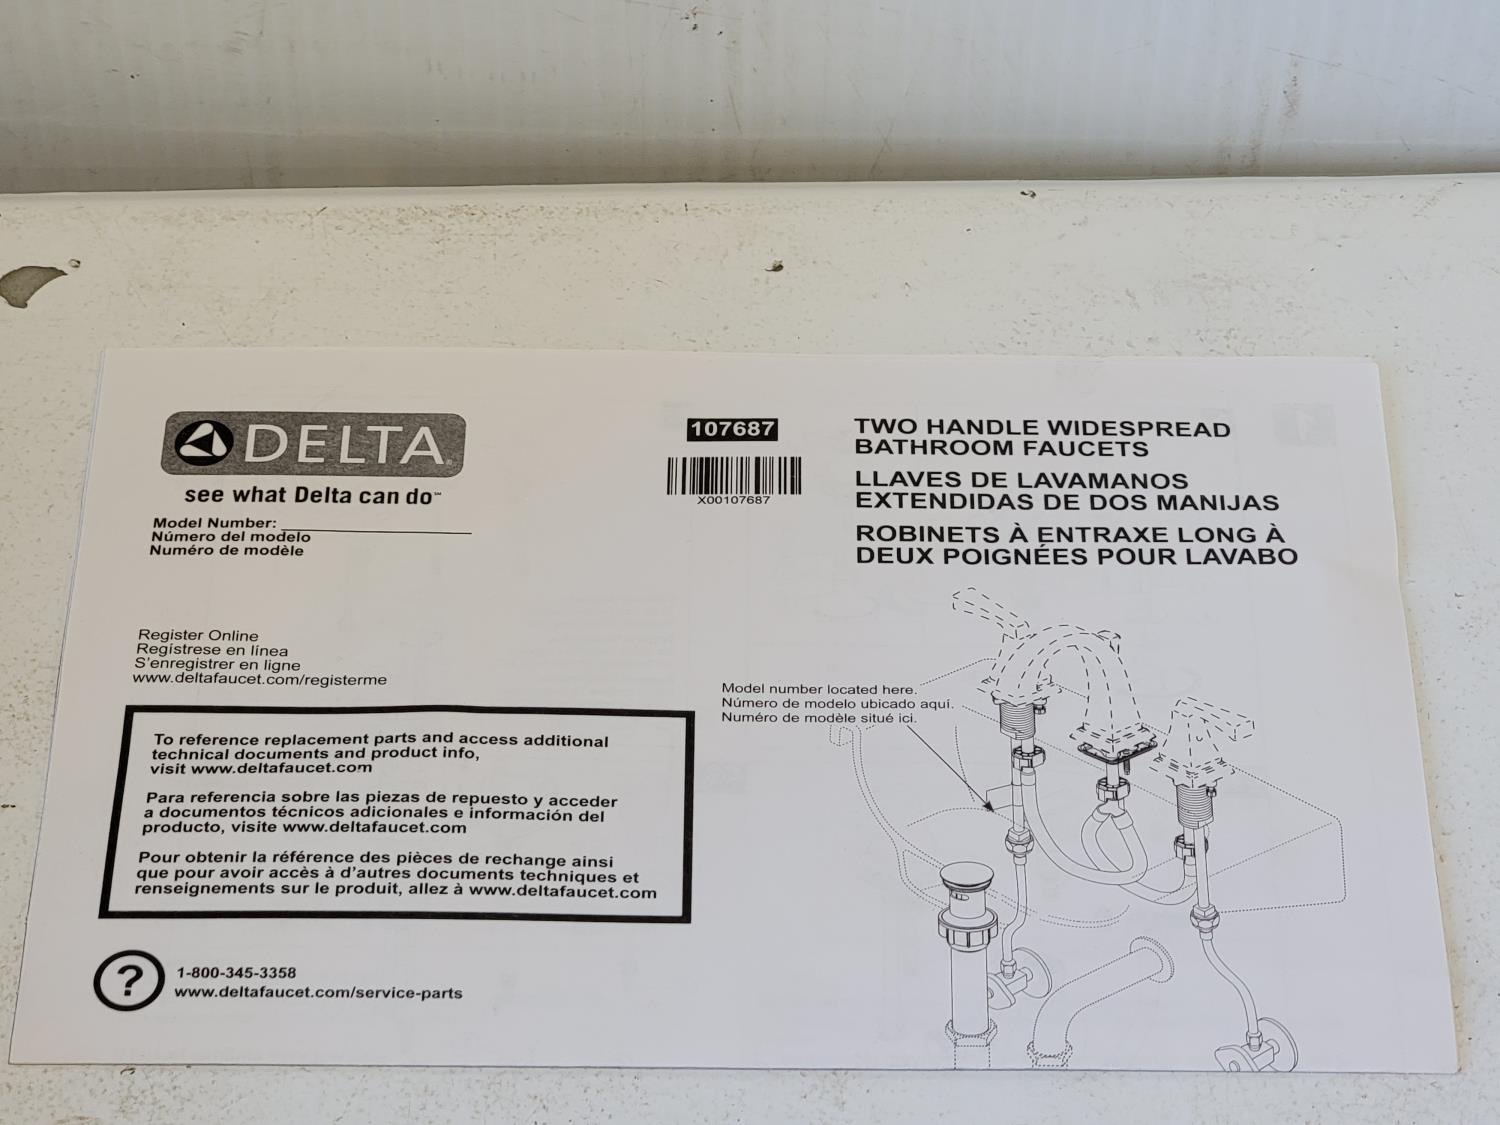 DELTA
see what Delta can do℠
Model Number:
Número del modelo
Numéro de modèle
Register Online
Regístrese en línea
S'enregistrer en ligne
www.deltafaucet.com/registerme
To reference replacement parts and access additional
technical documents and product info,
visit www.deltafaucet.com
Para referencia sobre las piezas de repuesto y acceder
a documentos técnicos adicionales e información del
producto, visite www.deltafaucet.com
Pour obtenir la référence des pièces de rechange ainsi
que pour avoir accès à d'autres documents techniques et
renseignements sur le produit, allez à www.deltafaucet.com
?
1-800-345-3358
www.deltafaucet.com/service-parts
107687
X00107687
TWO HANDLE WIDESPREAD
BATHROOM FAUCETS
LLAVES DE LAVAMANOS
EXTENDIDAS DE DOS MANIJAS
ROBINETS À ENTRAXE LONG À
DEUX POIGNÉES POUR LAVABO
Model number located here.
Número de modelo ubicado aquí.
Numéro de modèle situé ici.